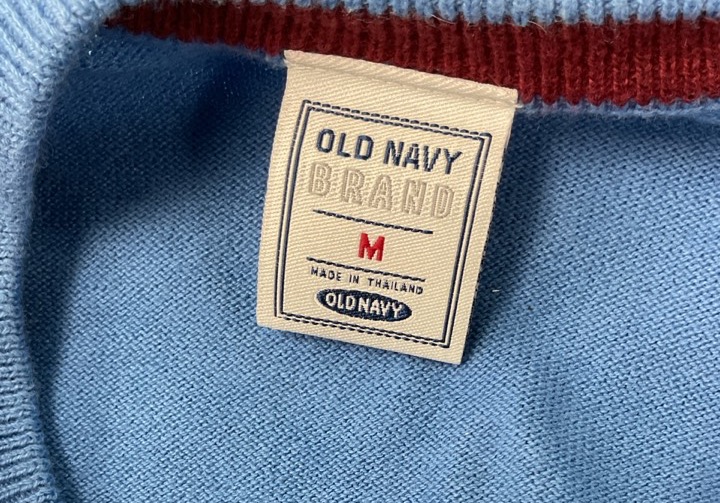 OLD NAVY
BRAND
M
MADE IN THAILAND
OLD NAVY